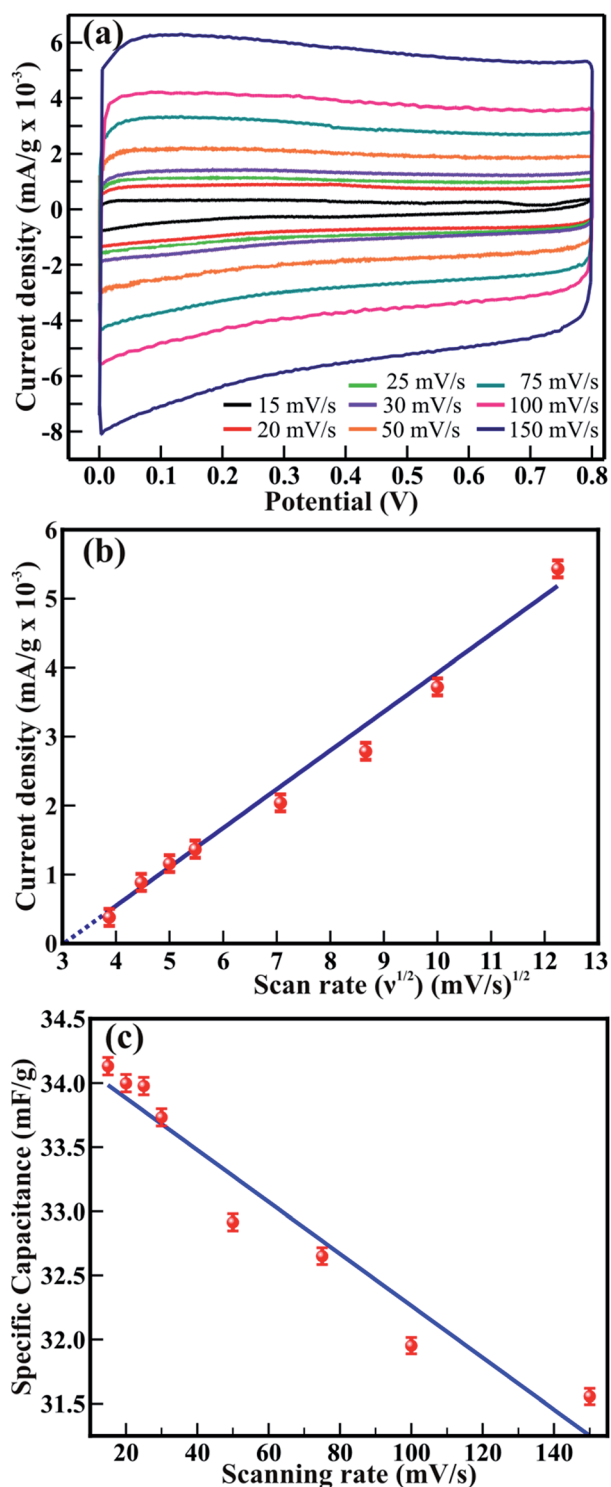 (a)
Current density (mA/g x 10⁻³)
6
4
2
0
-2
-4
-6
-8
25 mV/s 75 mV/s
15 mV/s 30 mV/s 100 mV/s
20 mV/s 50 mV/s 150 mV/s
0.0 0.1 0.2 0.3 0.4 0.5 0.6 0.7 0.8
Potential (V)
(b)
Current density (mA/g x 10⁻³)
6
5
4
3
2
1
0
3 4 5 6 7 8 9 10 11 12 13
Scan rate (ν¹ᐟ²) (mV/s)¹ᐟ²
(c)
Specific Capacitance (mF/g)
34.5
34.0
33.5
33.0
32.5
32.0
31.5
20 40 60 80 100 120 140
Scanning rate (mV/s)